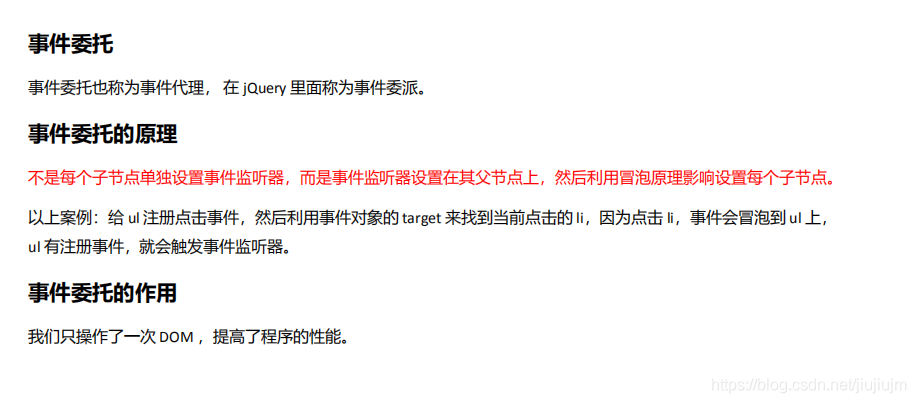 事件委托
事件委托也称为事件代理， 在 jQuery 里面称为事件委派。
事件委托的原理
不是每个子节点单独设置事件监听器，而是事件监听器设置在其父节点上，然后利用冒泡原理影响设置每个子节点。
以上案例：给 ul 注册点击事件，然后利用事件对象的 target 来找到当前点击的 li，因为点击 li，事件会冒泡到 ul 上，
ul 有注册事件，就会触发事件监听器。
事件委托的作用
我们只操作了一次 DOM ，提高了程序的性能。
https://blog.csdn.net/jiujiujm